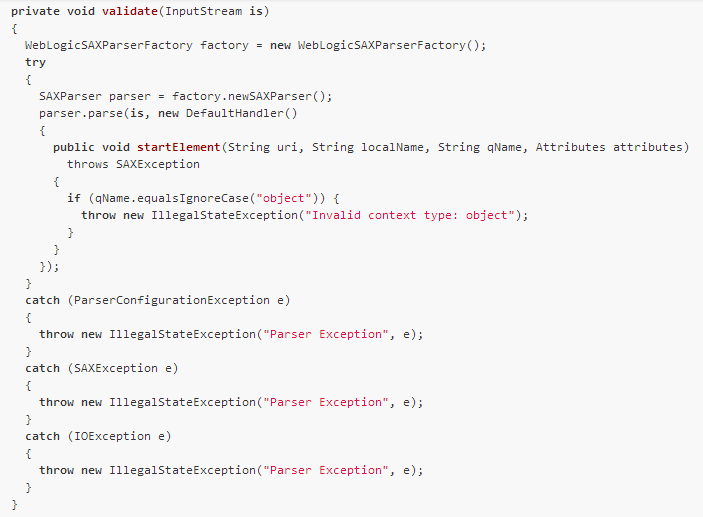 private void validate(InputStream is)
{
  WebLogicSAXParserFactory factory = new WebLogicSAXParserFactory();
  try
  {
    SAXParser parser = factory.newSAXParser();
    parser.parse(is, new DefaultHandler()
    {
      public void startElement(String uri, String localName, String qName, Attributes attributes)
        throws SAXException
      {
        if (qName.equalsIgnoreCase("object")) {
          throw new IllegalStateException("Invalid context type: object");
        }
      }
    });
  }
  catch (ParserConfigurationException e)
  {
    throw new IllegalStateException("Parser Exception", e);
  }
  catch (SAXException e)
  {
    throw new IllegalStateException("Parser Exception", e);
  }
  catch (IOException e)
  {
    throw new IllegalStateException("Parser Exception", e);
  }
}